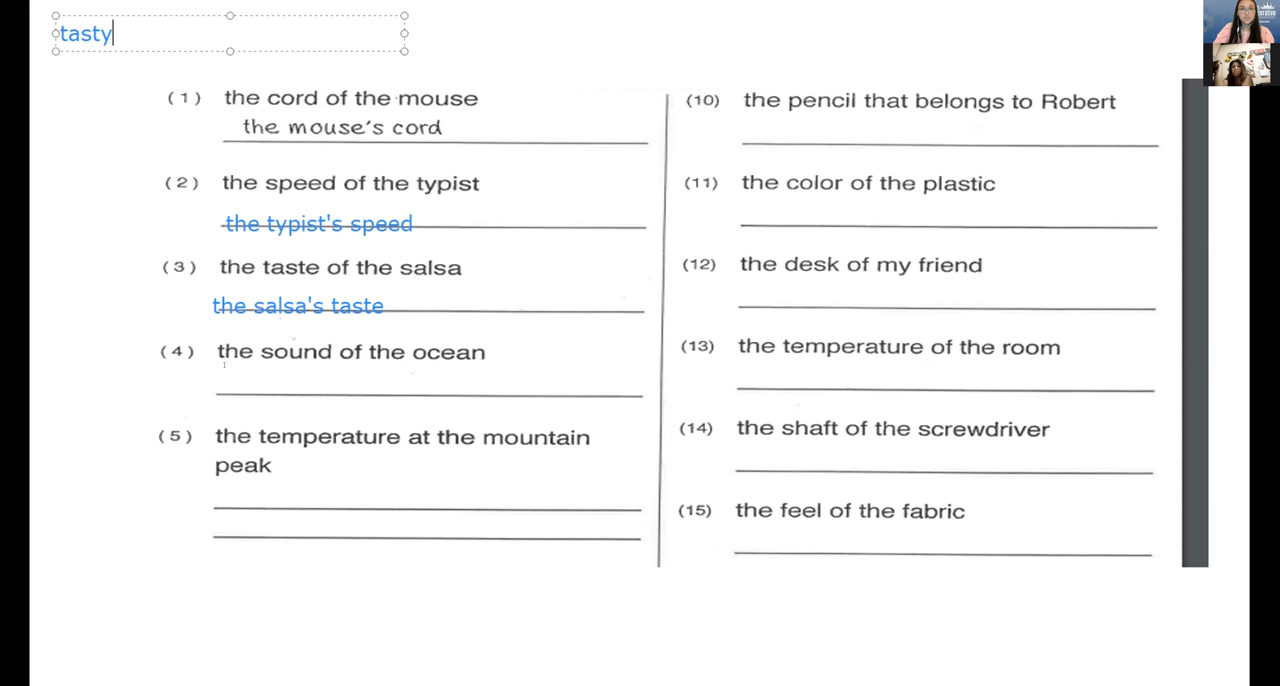 tasty
(1) the cord of the mouse
the mouse's cord
(2) the speed of the typist
the typist's speed
(3) the taste of the salsa
the salsa's taste
(4) the sound of the ocean
(5) the temperature at the mountain
peak
(10) the pencil that belongs to Robert
(11) the color of the plastic
(12) the desk of my friend
(13) the temperature of the room
(14) the shaft of the screwdriver
(15) the feel of the fabric